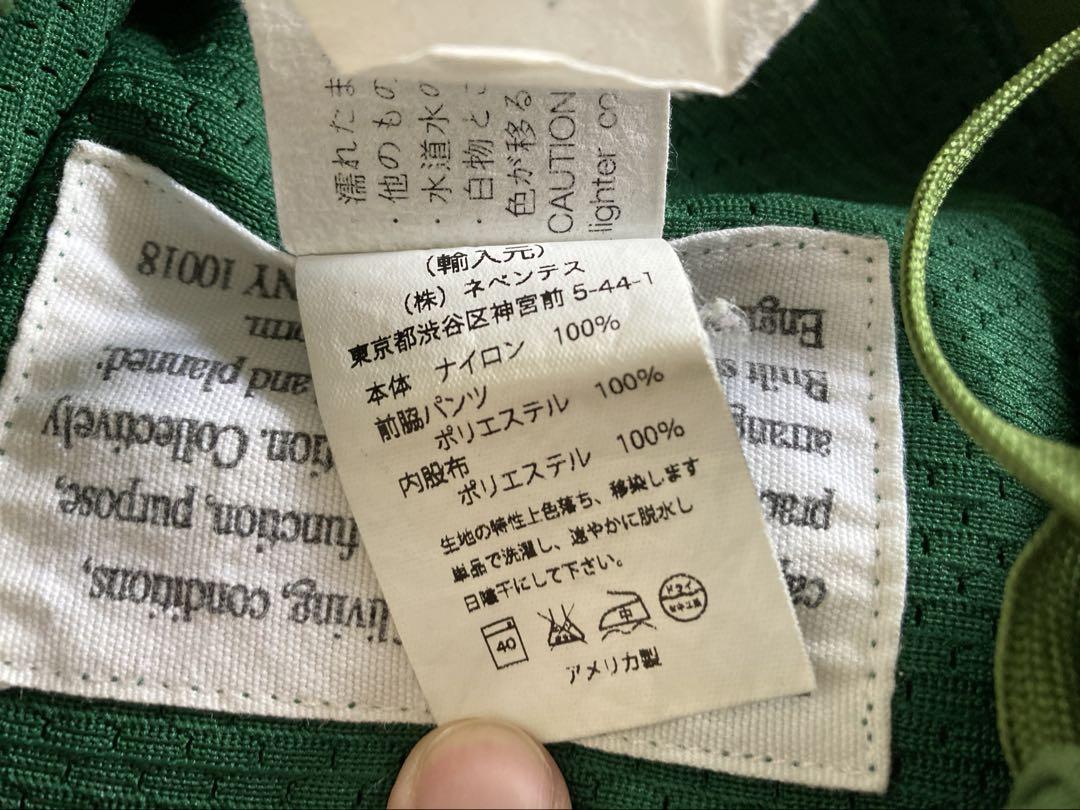 濡れたま
・他のもの
・水道水の
・白物と
色が移る
CAUTION
lighter co
(輸入元)
(株) ネペンテス
東京都渋谷区神宮前 5-44-1
本体 ナイロン 100%
前脇パンツ
ポリエステル 100%
内股布
ポリエステル 100%
生地の特性上色落ち、移染します
単品で洗濯し、速やかに脱水し
日陰干にして下さい。
40
中
ドライ
セキユ系
アメリカ製
living, conditions,
function, purpose,
tion. Collectively
and planned.
NY 10018
Built
arrang